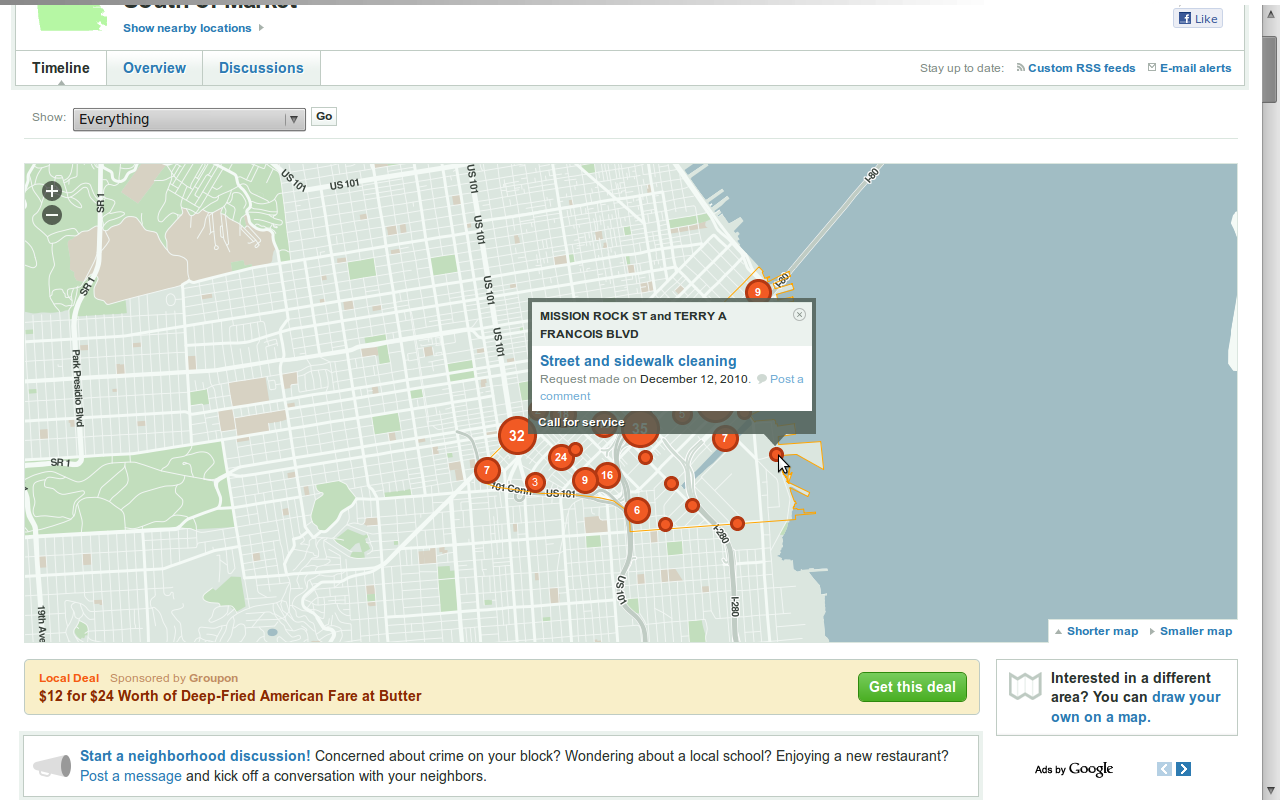 South of Market
Show nearby locations
Like
Timeline
Overview
Discussions
Stay up to date: Custom RSS feeds E-mail alerts
Show: Everything Go
US 101
US 101
US 101
I-80
SR 1
US 101
SR 1
US 101
I-80
9
US 101
Park Presidio Blvd
MISSION ROCK ST and TERRY A
FRANCOIS BLVD
Street and sidewalk cleaning
Request made on December 12, 2010. Post a
comment
Call for service
35
32
7
24
SR 1
7
3
9
16
101 Conn
US 101
6
I-280
US 101
I-280
19th Ave
Shorter map Smaller map
Local Deal Sponsored by Groupon
$12 for $24 Worth of Deep-Fried American Fare at Butter
Get this deal
Interested in a different
area? You can draw your
own on a map.
Start a neighborhood discussion! Concerned about crime on your block? Wondering about a local school? Enjoying a new restaurant?
Post a message and kick off a conversation with your neighbors.
Ads by Google